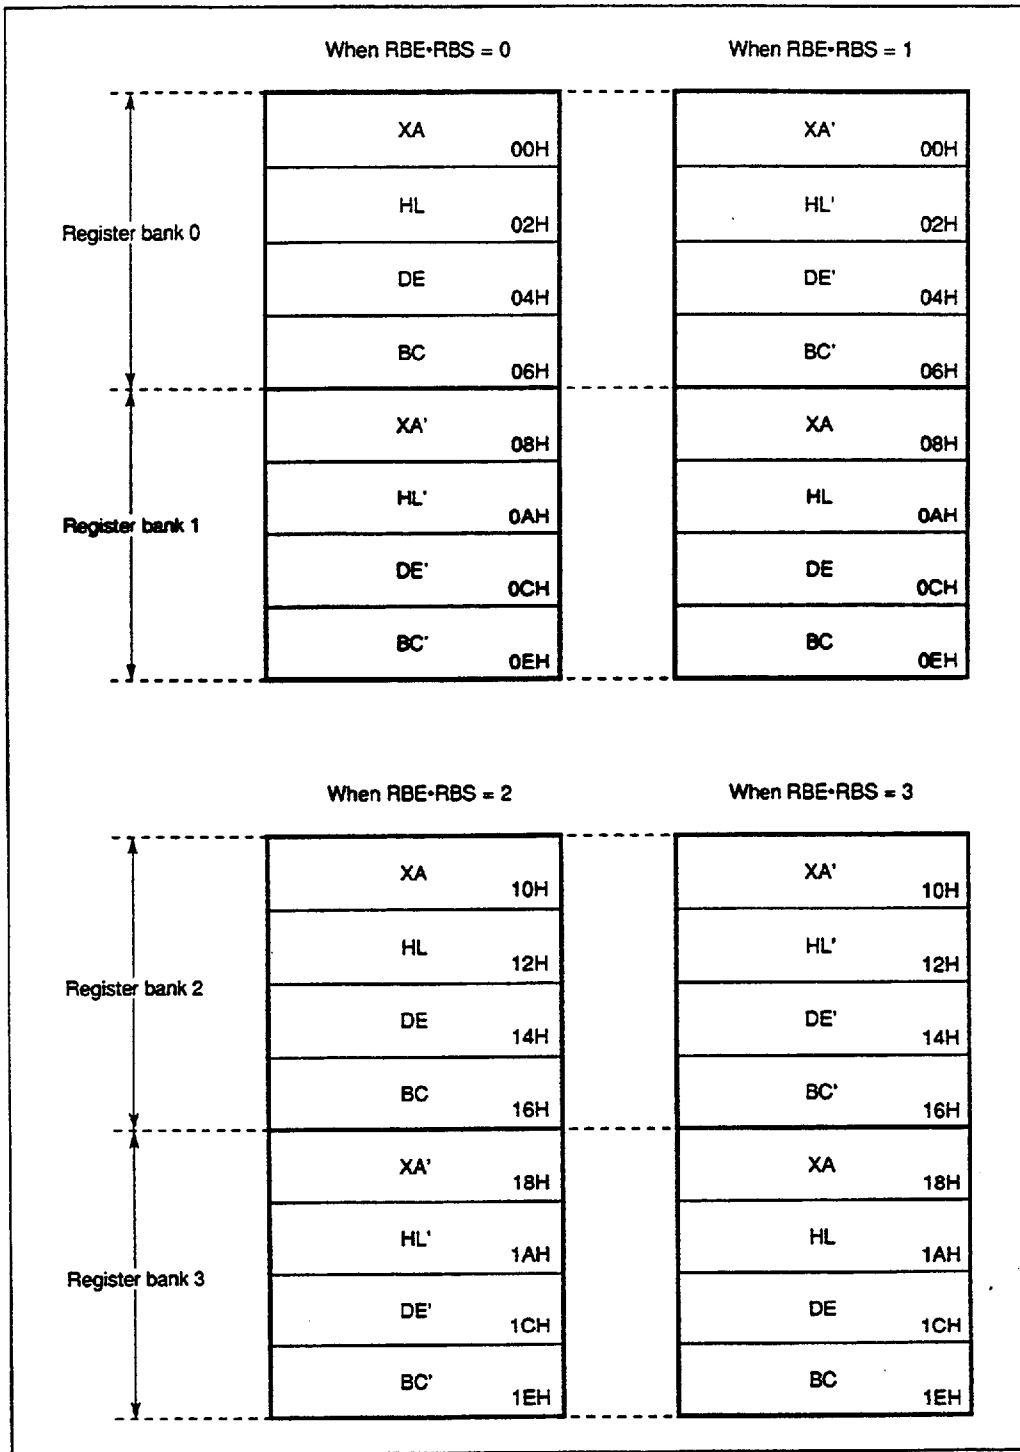 When RBE•RBS = 0
When RBE•RBS = 1
Register bank 0
XA
00H
HL
02H
DE
04H
BC
06H
XA'
00H
HL'
02H
DE'
04H
BC'
06H
Register bank 1
XA'
08H
HL'
0AH
DE'
0CH
BC'
0EH
XA
08H
HL
0AH
DE
0CH
BC
0EH
When RBE•RBS = 2
When RBE•RBS = 3
Register bank 2
XA
10H
HL
12H
DE
14H
BC
16H
XA'
10H
HL'
12H
DE'
14H
BC'
16H
Register bank 3
XA'
18H
HL'
1AH
DE'
1CH
BC'
1EH
XA
18H
HL
1AH
DE
1CH
BC
1EH